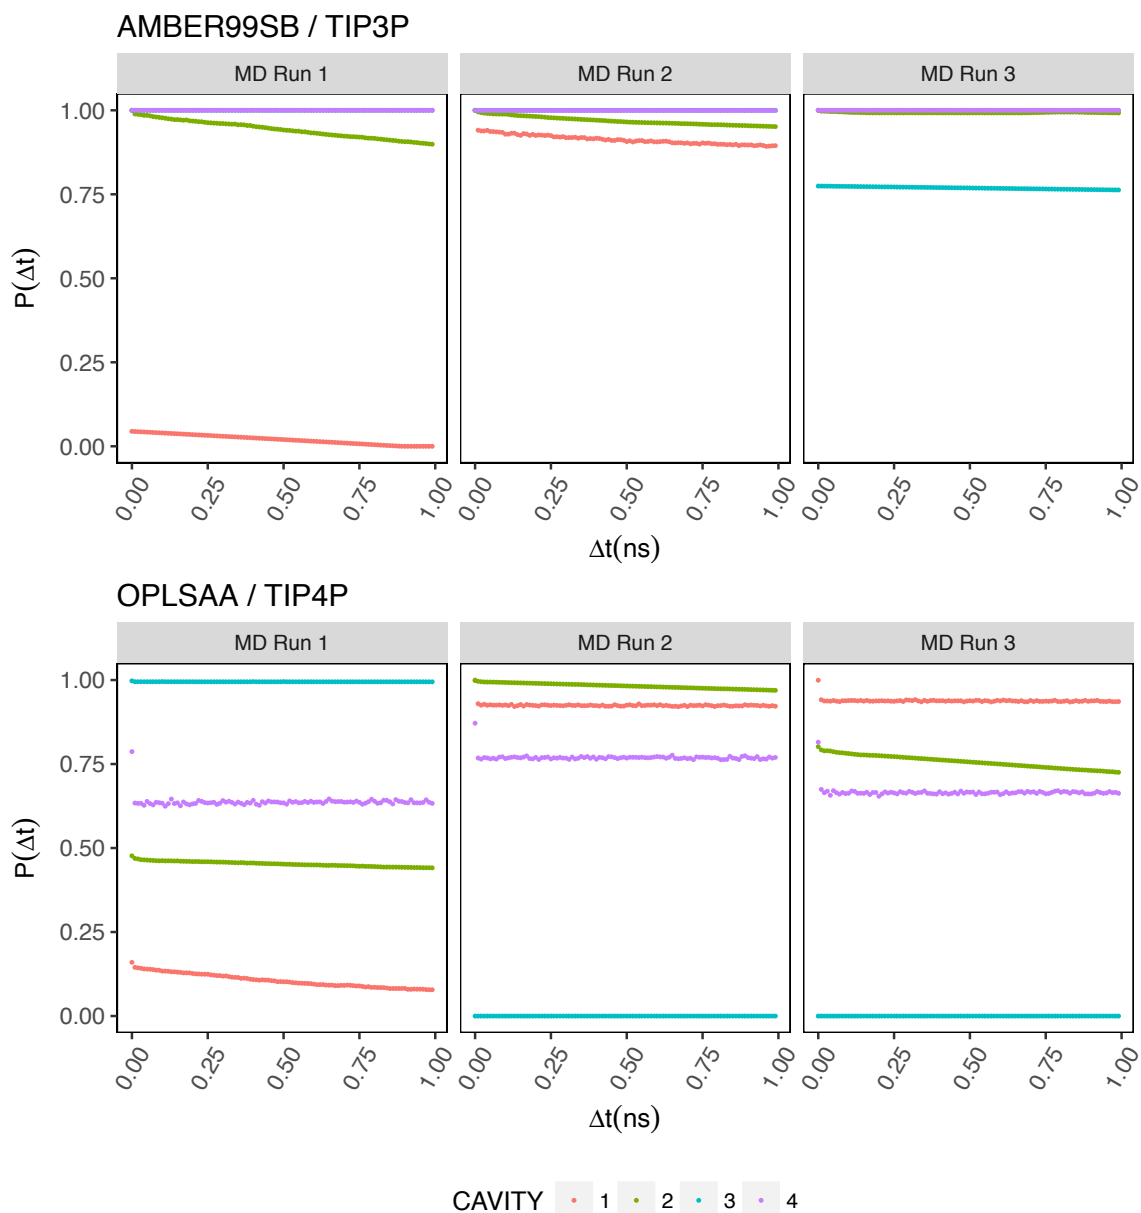 AMBER99SB / TIP3P
MD Run 1 MD Run 2 MD Run 3
1.00
0.75
0.50
0.25
0.00
P(Δt)
0.00 0.25 0.50 0.75 1.00 0.00 0.25 0.50 0.75 1.00 0.00 0.25 0.50 0.75 1.00
Δt(ns)
OPLSAA / TIP4P
MD Run 1 MD Run 2 MD Run 3
1.00
0.75
0.50
0.25
0.00
P(Δt)
0.00 0.25 0.50 0.75 1.00 0.00 0.25 0.50 0.75 1.00 0.00 0.25 0.50 0.75 1.00
Δt(ns)
CAVITY 1 2 3 4